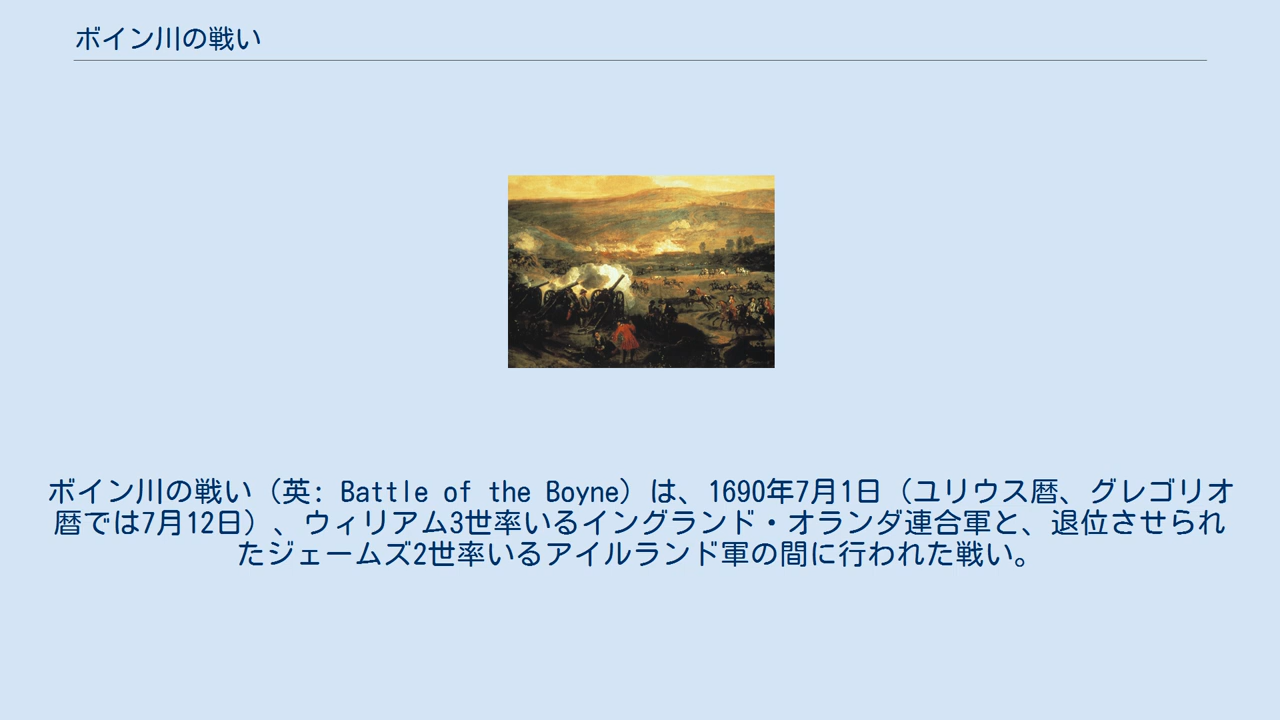 ボイン川の戦い
ボイン川の戦い（英: Battle of the Boyne）は、1690年7月1日（ユリウス暦、グレゴリオ
暦では7月12日）、ウィリアム3世率いるイングランド・オランダ連合軍と、退位させられ
たジェームズ2世率いるアイルランド軍の間に行われた戦い。